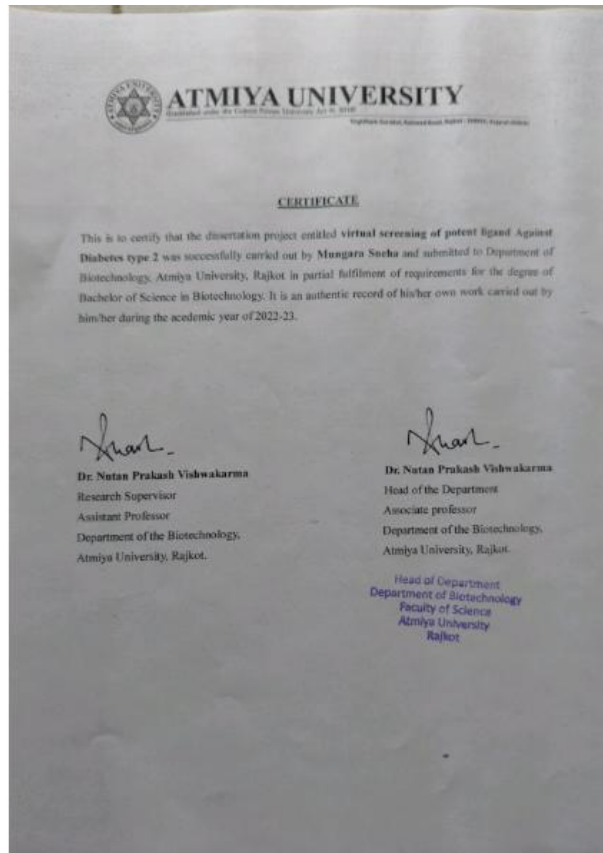 ATMIYA UNIVERSITY
CERTIFICATE
This is to certify that the dissertation project entitled virtual screening of potent ligand Against
Diabetes type 2 was successfully carried out by Mungara Sneha and submitted to Department of
Biotechnology, Atmiya University, Rajkot in partial fulfilment of requirements for the degree of
Bachelor of Science in Biotechnology. It is an authentic record of his/her own work carried out by
him/her during the acedemic year of 2022-23.
Dr. Nutan Prakash Vishwakarma
Research Supervisor
Assistant Professor
Department of the Biotechnology,
Atmiya University, Rajkot.
Dr. Nutan Prakash Vishwakarma
Head of the Department
Associate professor
Department of the Biotechnology,
Atmiya University, Rajkot.
Head of Department
Department of Biotechnology
Faculty of Science
Atmiya University
Rajkot